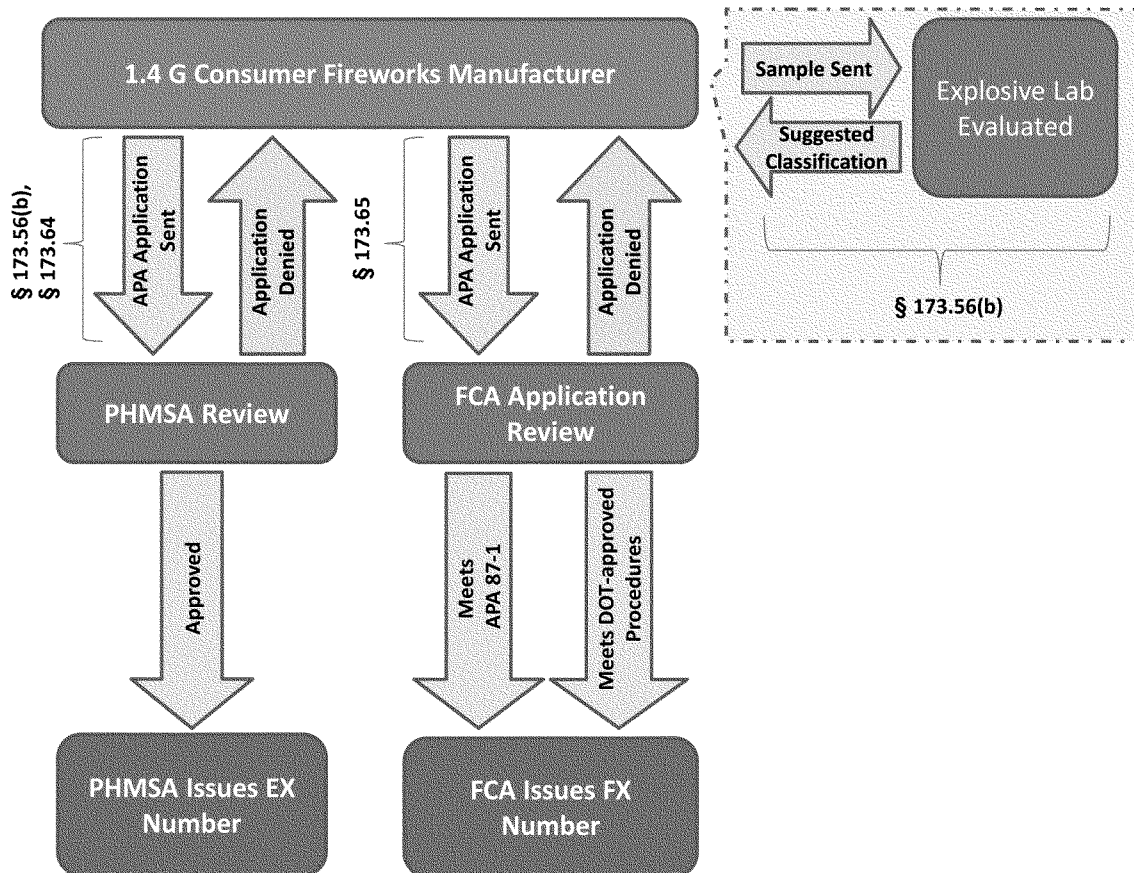 1.4 G Consumer Fireworks Manufacturer
Sample Sent
Suggested
Classification
Explosive Lab
Evaluated
§ 173.56(b)
§ 173.56(b),
§ 173.64
APA Application
Sent
Application
Denied
§ 173.65
APA Application
Sent
Application
Denied
PHMSA Review
FCA Application
Review
Approved
Meets
APA 87-1
Meets DOT-approved
Procedures
PHMSA Issues EX
Number
FCA Issues FX
Number